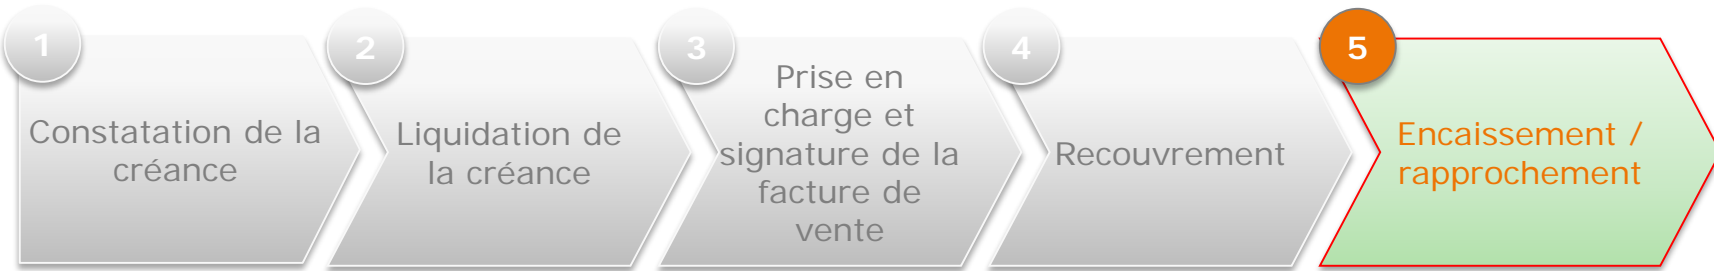 1
Constatation de la
créance
2
Liquidation de
la créance
3
Prise en
charge et
signature de la
facture de
vente
4
Recouvrement
5
Encaissement /
rapprochement